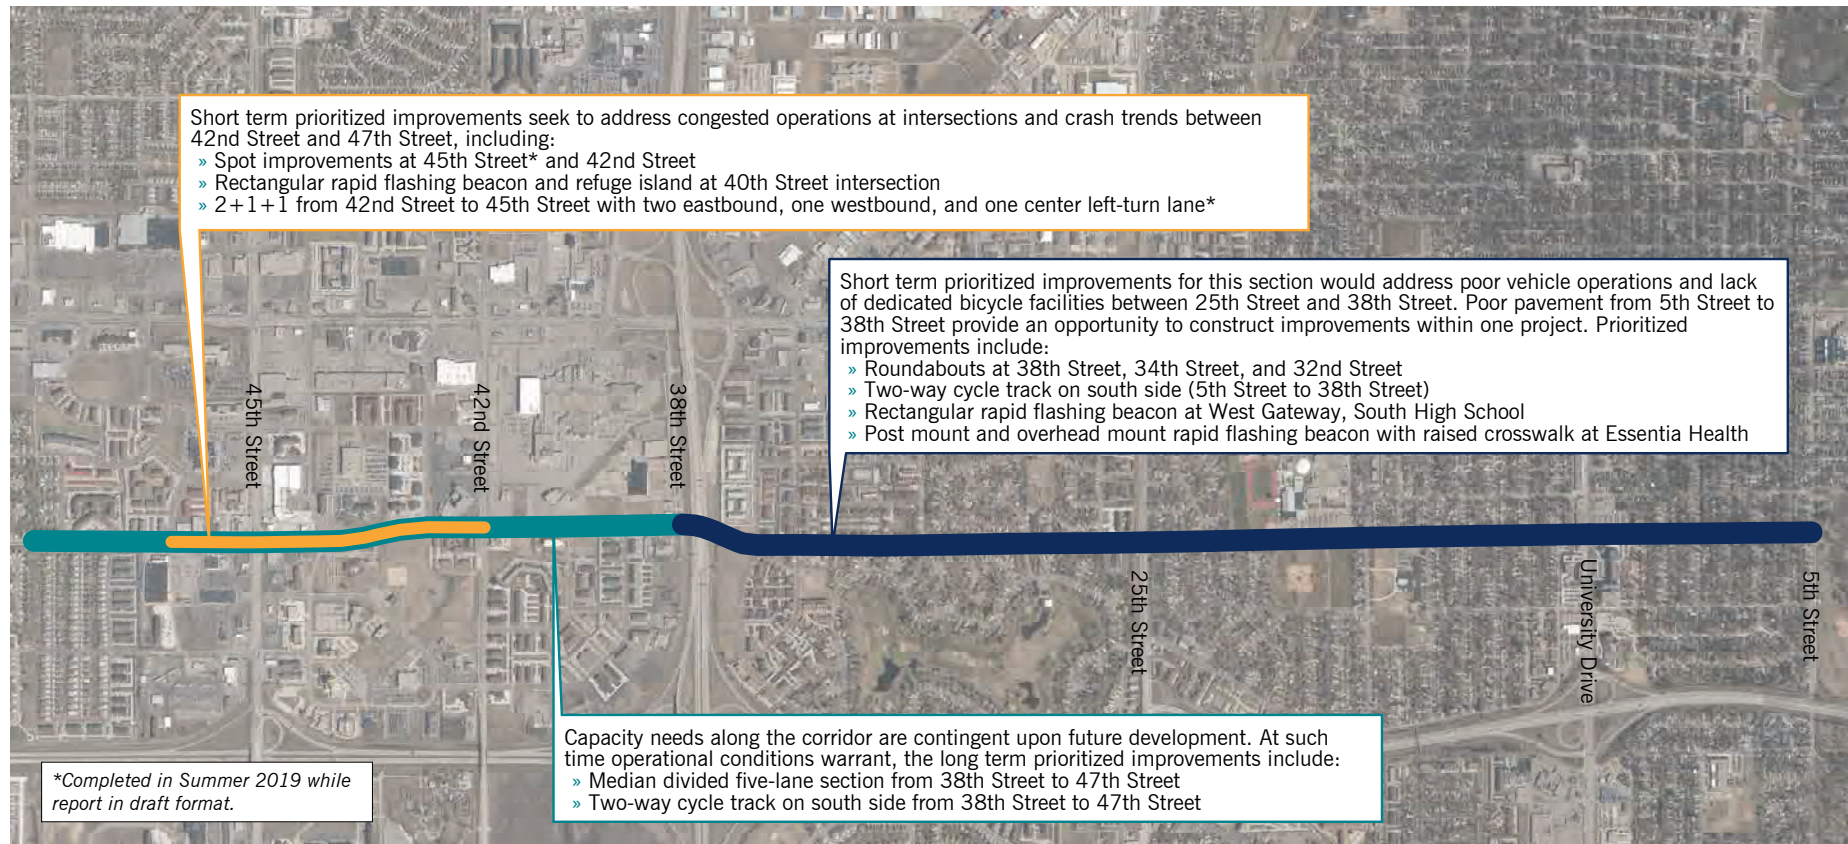 Short term prioritized improvements seek to address congested operations at intersections and crash trends between
42nd Street and 47th Street, including:
» Spot improvements at 45th Street* and 42nd Street
» Rectangular rapid flashing beacon and refuge island at 40th Street intersection
» 2+1+1 from 42nd Street to 45th Street with two eastbound, one westbound, and one center left-turn lane*
Short term prioritized improvements for this section would address poor vehicle operations and lack
of dedicated bicycle facilities between 25th Street and 38th Street. Poor pavement from 5th Street to
38th Street provide an opportunity to construct improvements within one project. Prioritized
improvements include:
» Roundabouts at 38th Street, 34th Street, and 32nd Street
» Two-way cycle track on south side (5th Street to 38th Street)
» Rectangular rapid flashing beacon at West Gateway, South High School
» Post mount and overhead mount rapid flashing beacon with raised crosswalk at Essentia Health
45th Street
42nd Street
38th Street
25th Street
University Drive
5th Street
Capacity needs along the corridor are contingent upon future development. At such
time operational conditions warrant, the long term prioritized improvements include:
» Median divided five-lane section from 38th Street to 47th Street
» Two-way cycle track on south side from 38th Street to 47th Street
*Completed in Summer 2019 while
report in draft format.